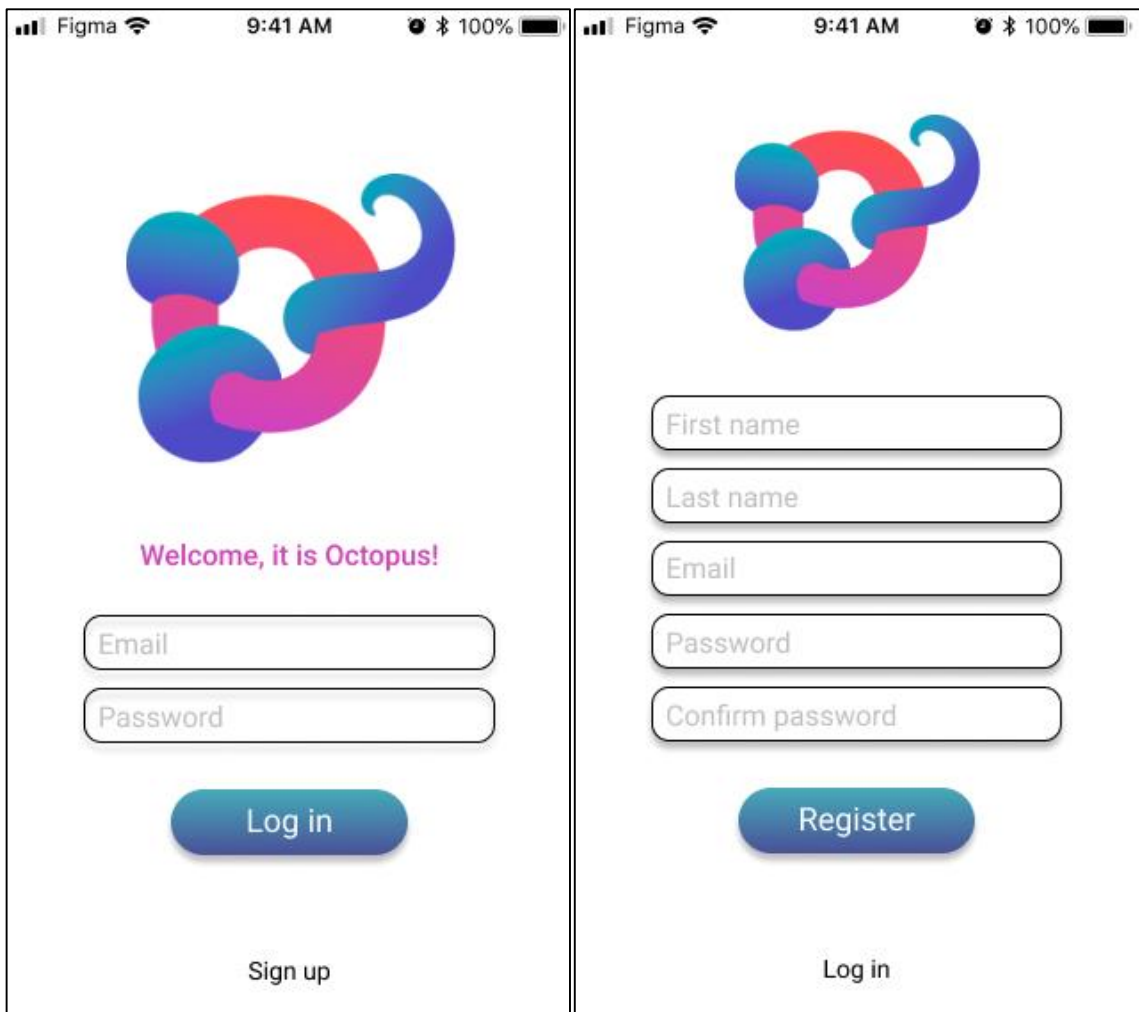 Figma 9:41 AM 100%
Welcome, it is Octopus!
Email
Password
Log in
Sign up
Figma 9:41 AM 100%
First name
Last name
Email
Password
Confirm password
Register
Log in